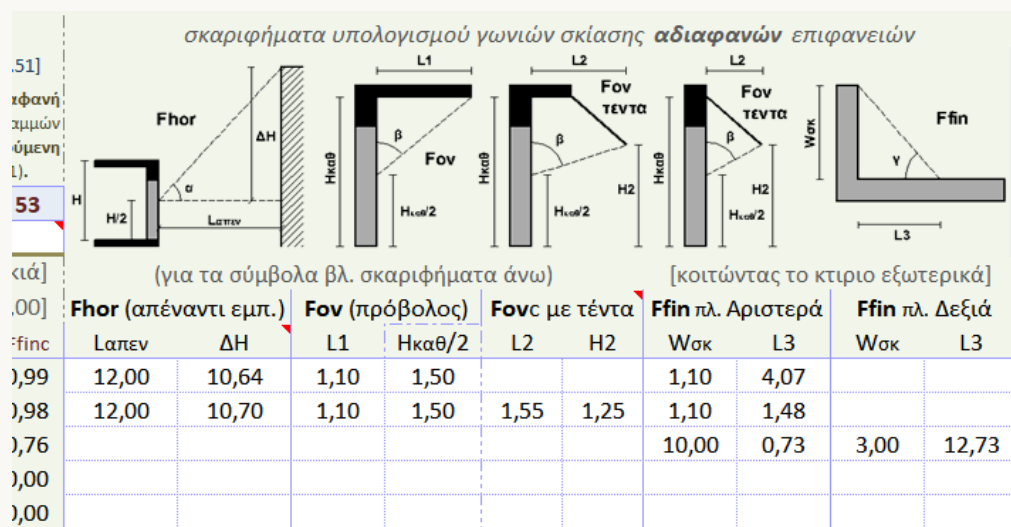 σκαριφήματα υπολογισμού γωνιών σκίασης αδιαφανών επιφανειών
.51]
αφανή
αμμών
ούμενη
1).
53
Fhor
ΔH
α
H
H/2
Lαπεν
L1
Hκαθ
β
Fov
Hκαθ/2
L2
Fov
τεντα
Hκαθ
β
H2
Hκαθ/2
L2
Fov
τεντα
Hκαθ
β
H2
Hκαθ/2
Wσκ
Ffin
γ
L3
κιά] (για τα σύμβολα βλ. σκαριφήματα άνω) [κοιτώντας το κτιριο εξωτερικά]
,00] Fhor (απέναντι εμπ.) Fov (πρόβολος) Fovc με τέντα Ffin πλ. Αριστερά Ffin πλ. Δεξιά
Ffinc Lαπεν ΔH L1 Hκαθ/2 L2 H2 Wσκ L3 Wσκ L3
0,99 12,00 10,64 1,10 1,50 1,10 4,07
0,98 12,00 10,70 1,10 1,50 1,55 1,25 1,10 1,48
0,76 10,00 0,73 3,00 12,73
0,00
0,00